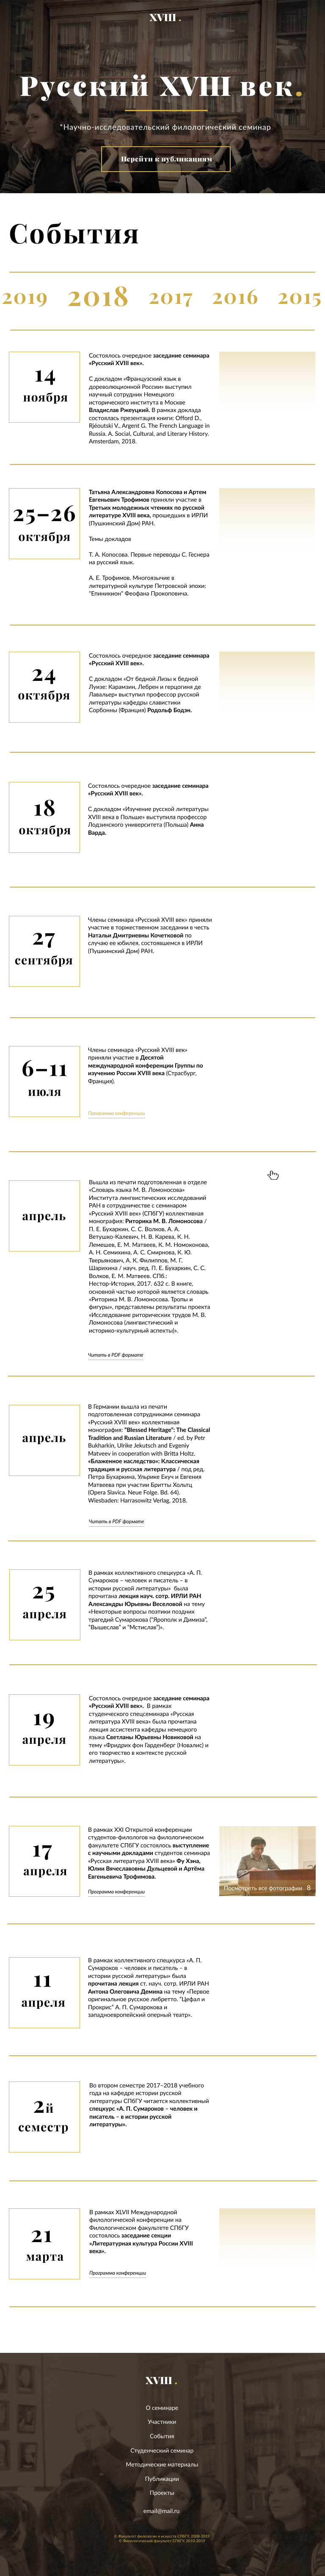 XVIII .
Русский XVIII век.
"Научно-исследовательский филологический семинар
Перейти к публикациям
События
2019 2018 2017 2016 2015
14
ноября
Состоялось очередное заседание семинара
«Русский XVIII век».
С докладом «Французский язык в
дореволюционной России» выступил
научный сотрудник Немецкого
исторического института в Москве
Владислав Ржеуцкий. В рамках доклада
состоялась презентация книги: Offord D.,
Rjéoutski V., Argent G. The French Language in
Russia. A. Social, Cultural, and Literary History.
Amsterdam, 2018.
25–26
октября
Татьяна Александровна Копосова и Артем
Евгеньевич Трофимов приняли участие в
Третьих молодежных чтениях по русской
литературе XVIII века, прошедших в ИРЛИ
(Пушкинский Дом) РАН.
Темы докладов
Т. А. Копосова. Первые переводы С. Геснера
на русский язык.
А. Е. Трофимов. Многоязычие в
литературной культуре Петровской эпохи:
"Епиникион" Феофана Прокоповича.
24
октября
Состоялось очередное заседание семинара
«Русский XVIII век».
С докладом «От бедной Лизы к бедной
Луизе: Карамзин, Лебрен и герцогиня де
Лавальер» выступил профессор русской
литературы кафедры славистики
Сорбонны (Франция) Родольф Бодэн.
18
октября
Состоялось очередное заседание семинара
«Русский XVIII век».
С докладом «Изучение русской литературы
XVIII века в Польше» выступила профессор
Лодзинского университета (Польша) Анна
Варда.
27
сентября
Члены семинара «Русский XVIII век» приняли
участие в торжественном заседании в честь
Натальи Дмитриевны Кочетковой по
случаю ее юбилея, состоявшемся в ИРЛИ
(Пушкинский Дом) РАН.
6–11
июля
Члены семинара «Русский XVIII век»
приняли участие в Десятой
международной конференции Группы по
изучению России XVIII века (Страсбург,
Франция).
Программа конференции
апрель
Вышла из печати подготовленная в отделе
«Словарь языка М. В. Ломоносова»
Института лингвистических исследований
РАН в сотрудничестве с семинаром
«Русский XVIII век» (СПбГУ) коллективная
монография: Риторика М. В. Ломоносова /
П. Е. Бухаркин, С. С. Волков, А. А.
Ветушко-Калевич, Н. В. Карева, К. Н.
Лемешев, Е. М. Матвеев, К. М. Номоконова,
А. Н. Семихина, А. С. Смирнова, К. Ю.
Тверьянович, А. К. Филиппов, М. Г.
Шарихина / науч. ред. П. Е. Бухаркин, С. С.
Волков, Е. М. Матвеев. СПб.:
Нестор-История, 2017. 632 с. В книге,
основной частью которой является словарь
«Риторика М. В. Ломоносова. Тропы и
фигуры», представлены результаты проекта
«Исследование риторических трудов М. В.
Ломоносова (лингвистический и
историко-культурный аспекты)».
Читать в PDF формате
апрель
В Германии вышла из печати
подготовленная сотрудниками семинара
«Русский XVIII век» коллективная
монография: "Blessed Heritage": The Classical
Tradition and Russian Literature / ed. by Petr
Bukharkin, Ulrike Jekutsch and Evgeniy
Matveev in cooperation with Britta Holtz.
«Блаженное наследство»: Классическая
традиция и русская литература / под ред.
Петра Бухаркина, Ульрике Екуч и Евгения
Матвеева при участии Бритты Хольтц
(Opera Slavica. Neue Folge. Bd. 64).
Wiesbaden: Harrasowitz Verlag, 2018.
Читать в PDF формате
25
апреля
В рамках коллективного спецкурса «А. П.
Сумароков – человек и писатель – в
истории русской литературы» была
прочитана лекция науч. сотр. ИРЛИ РАН
Александры Юрьевны Веселовой на тему
«Некоторые вопросы поэтики поздних
трагедий Сумарокова ("Ярополк и Димиза",
"Вышеслав" и "Мстислав")».
19
апреля
Состоялось очередное заседание семинара
«Русский XVIII век». В рамках
студенческого спецсеминара «Русская
литература XVIII века» была прочитана
лекция ассистента кафедры немецкого
языка Светланы Юрьевны Новиковой на
тему «Фридрих фон Гарденберг (Новалис) и
его творчество в контексте русской
литературы».
17
апреля
В рамках XXI Открытой конференции
студентов-филологов на филологическом
факультете СПбГУ состоялось выступление
с научными докладами студентов семинара
«Русская литература XVIII века» Фу Хэна,
Юлии Вячеславовны Дульцевой и Артёма
Евгеньевича Трофимова.
Программа конференции
Посмотреть все фотографии 8
11
апреля
В рамках коллективного спецкурса «А. П.
Сумароков – человек и писатель – в
истории русской литературы» была
прочитана лекция ст. науч. сотр. ИРЛИ РАН
Антона Олеговича Демина на тему «Первое
оригинальное русское либретто. "Цефал и
Прокрис" А. П. Сумарокова и
западноевропейский оперный театр».
2й
семестр
Во втором семестре 2017–2018 учебного
года на кафедре истории русской
литературы СПбГУ читается коллективный
спецкурс «А. П. Сумароков – человек и
писатель – в истории русской
литературы».
21
марта
В рамках XLVII Международной
филологической конференции на
Филологическом факультете СПбГУ
состоялось заседание секции
«Литературная культура России XVIII
века».
Программа конференции
XVIII .
О семинаре
Участники
События
Студенческий семинар
Методические материалы
Публикации
Проекты
email@mail.ru